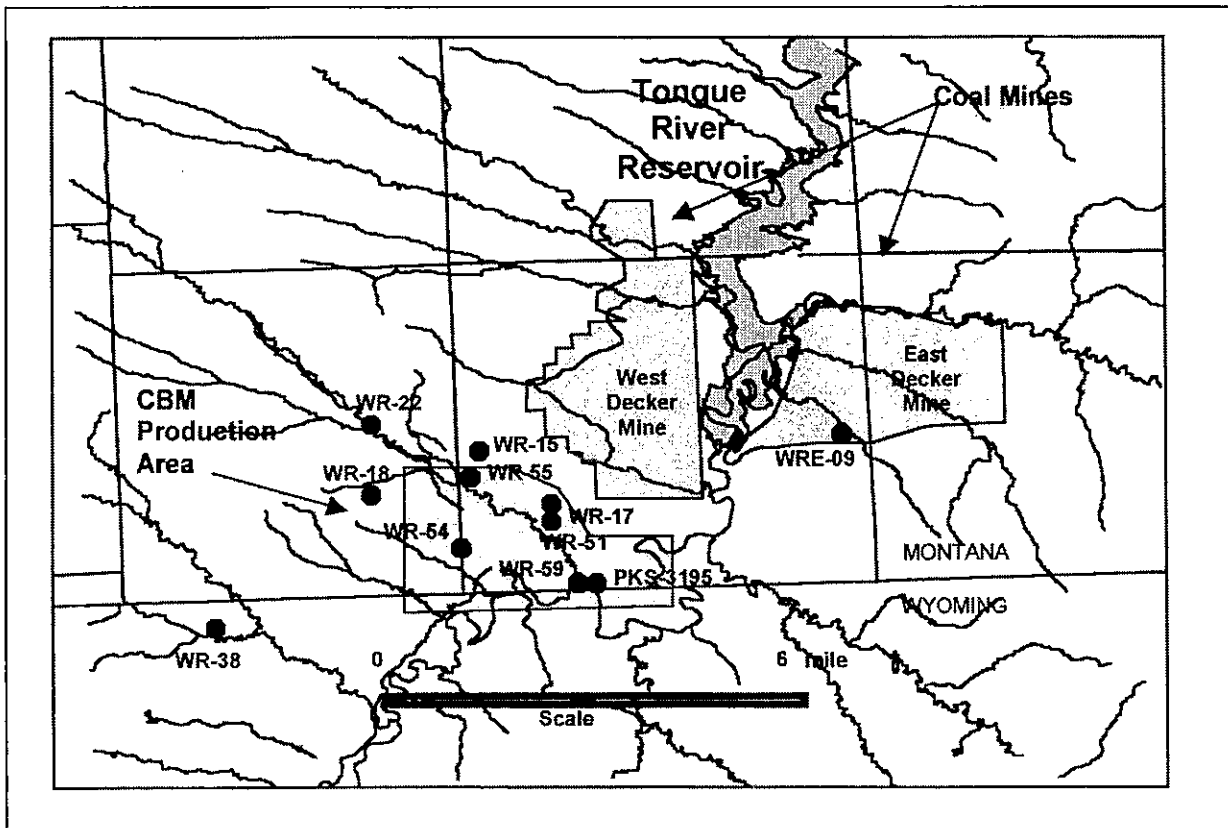 Tongue
River
Reservoir
Coal Mines
West
Decker
Mine
East
Decker
Mine
CBM
Production
Area
WR-22
WR-15
WR-55
WR-18
WR-17
WR-51
WR-54
WR-59
PKS-3195
WRE-09
MONTANA
WYOMING
WR-38
0
6 mile
Scale